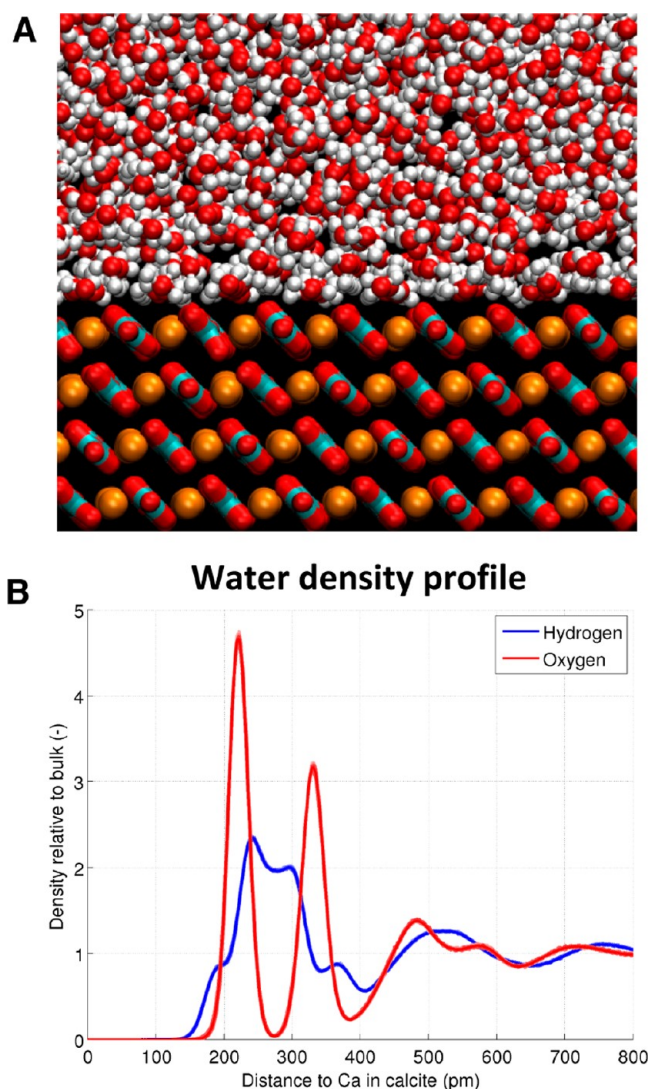 A
Water density profile
B
5
4
3
2
1
0
Density relative to bulk (-)
Hydrogen
Oxygen
0 100 200 300 400 500 600 700 800
Distance to Ca in calcite (pm)